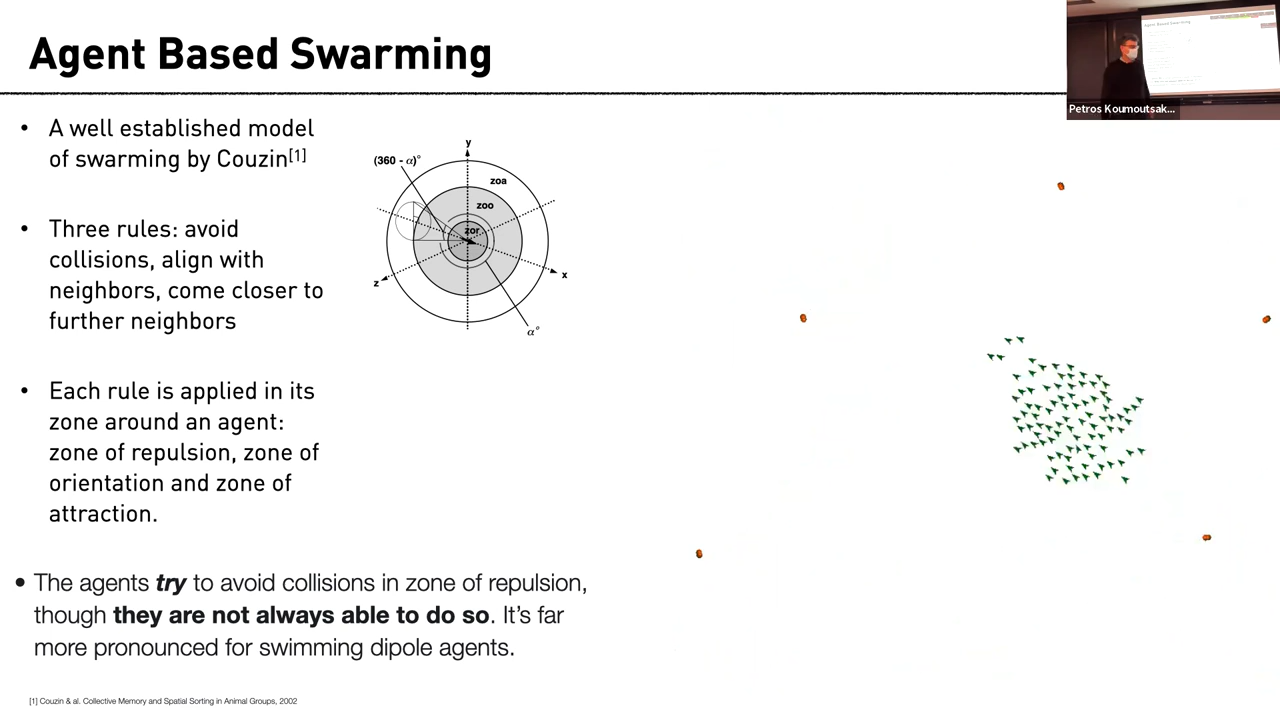 Agent Based Swarming
Petros Koumoutsak...
• A well established model
of swarming by Couzin[1]
• Three rules: avoid
collisions, align with
neighbors, come closer to
further neighbors
• Each rule is applied in its
zone around an agent:
zone of repulsion, zone of
orientation and zone of
attraction.
y
(360 - α)°
zoa
zoo
zor
x
z
α°
• The agents try to avoid collisions in zone of repulsion,
though they are not always able to do so. It's far
more pronounced for swimming dipole agents.
[1] Couzin & al. Collective Memory and Spatial Sorting in Animal Groups, 2002